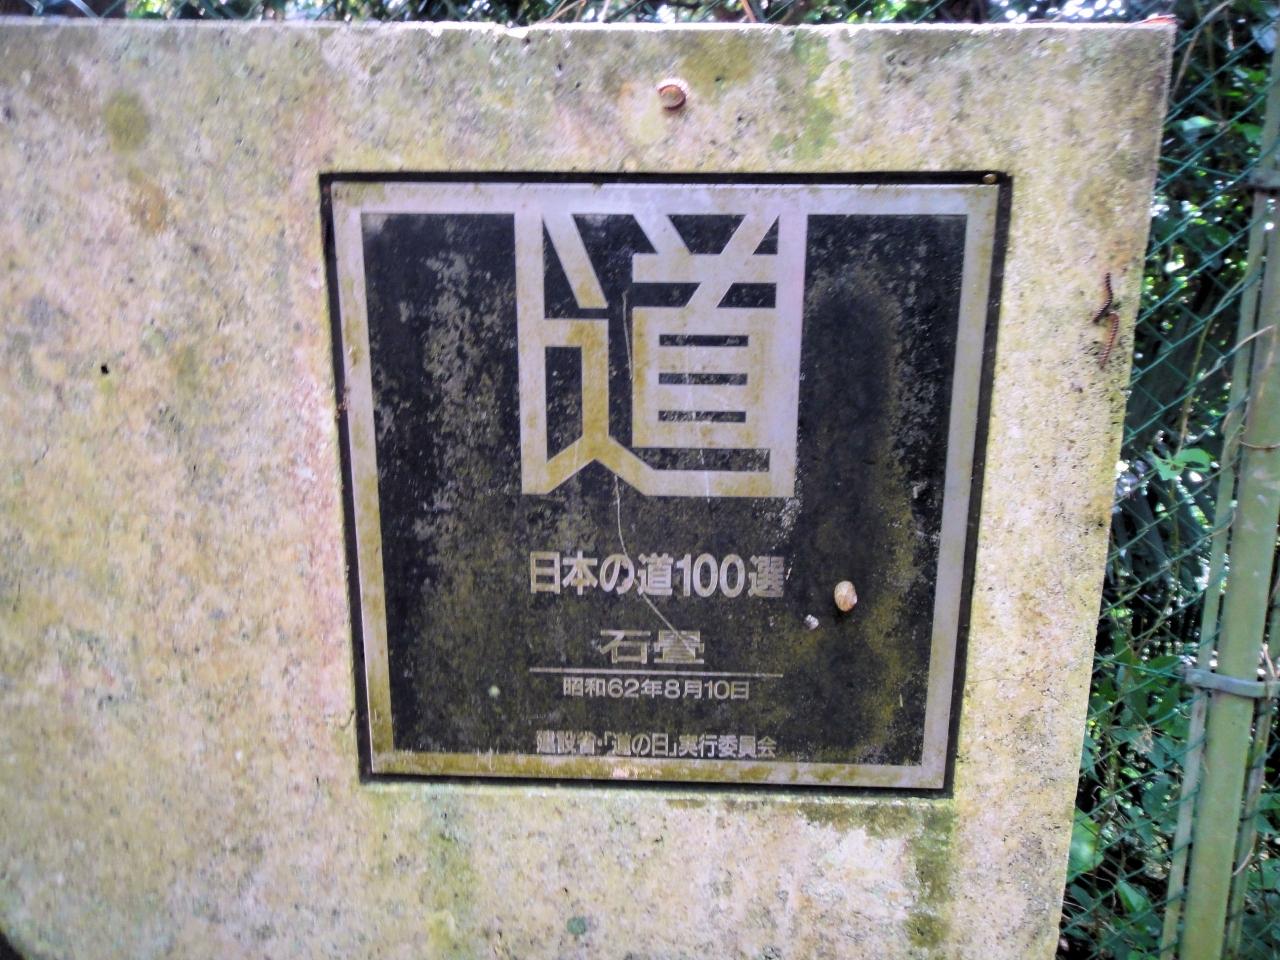 道
日本の道100選
石畳
昭和62年8月10日
建設省・「道の日」実行委員会